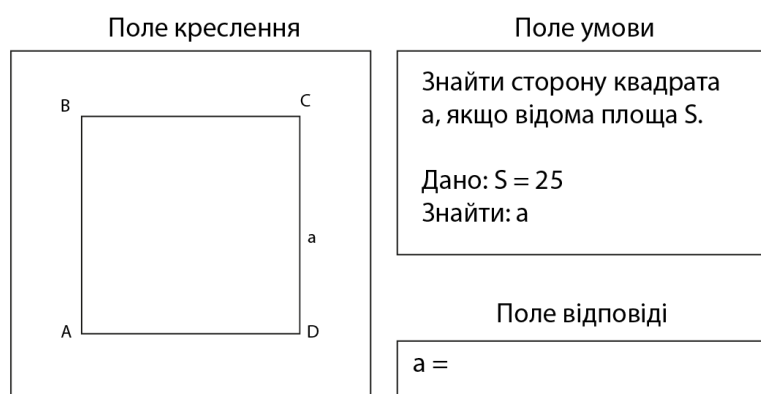 Поле креслення
B
C
a
A
D
Поле умови
Знайти сторону квадрата
a, якщо відома площа S.
Дано: S = 25
Знайти: a
Поле відповіді
a =